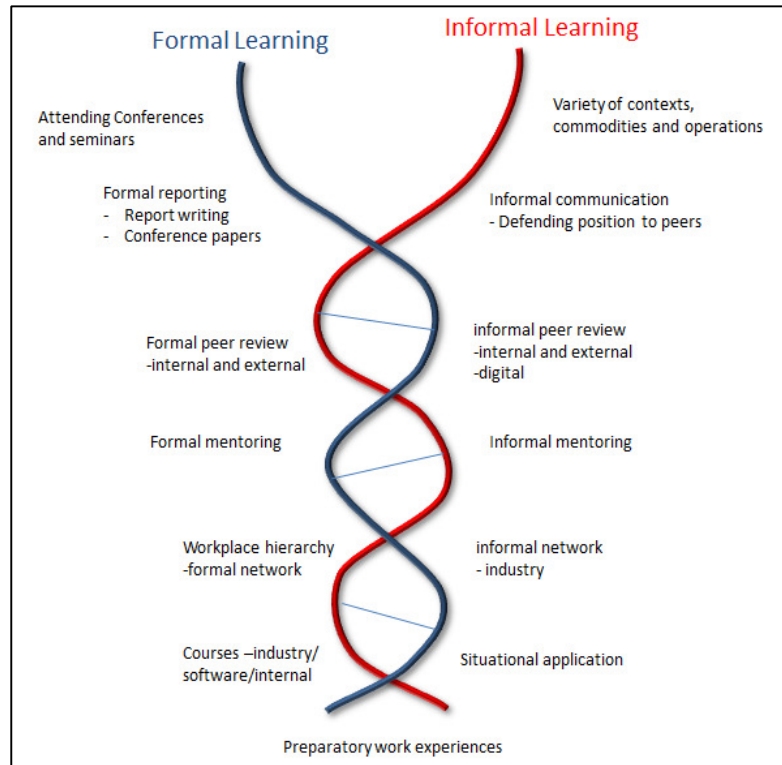 Formal Learning
Informal Learning
Attending Conferences
and seminars
Variety of contexts,
commodities and operations
Formal reporting
- Report writing
- Conference papers
Informal communication
- Defending position to peers
Formal peer review
-internal and external
informal peer review
-internal and external
-digital
Formal mentoring
Informal mentoring
Workplace hierarchy
-formal network
informal network
- industry
Courses –industry/
software/internal
Situational application
Preparatory work experiences